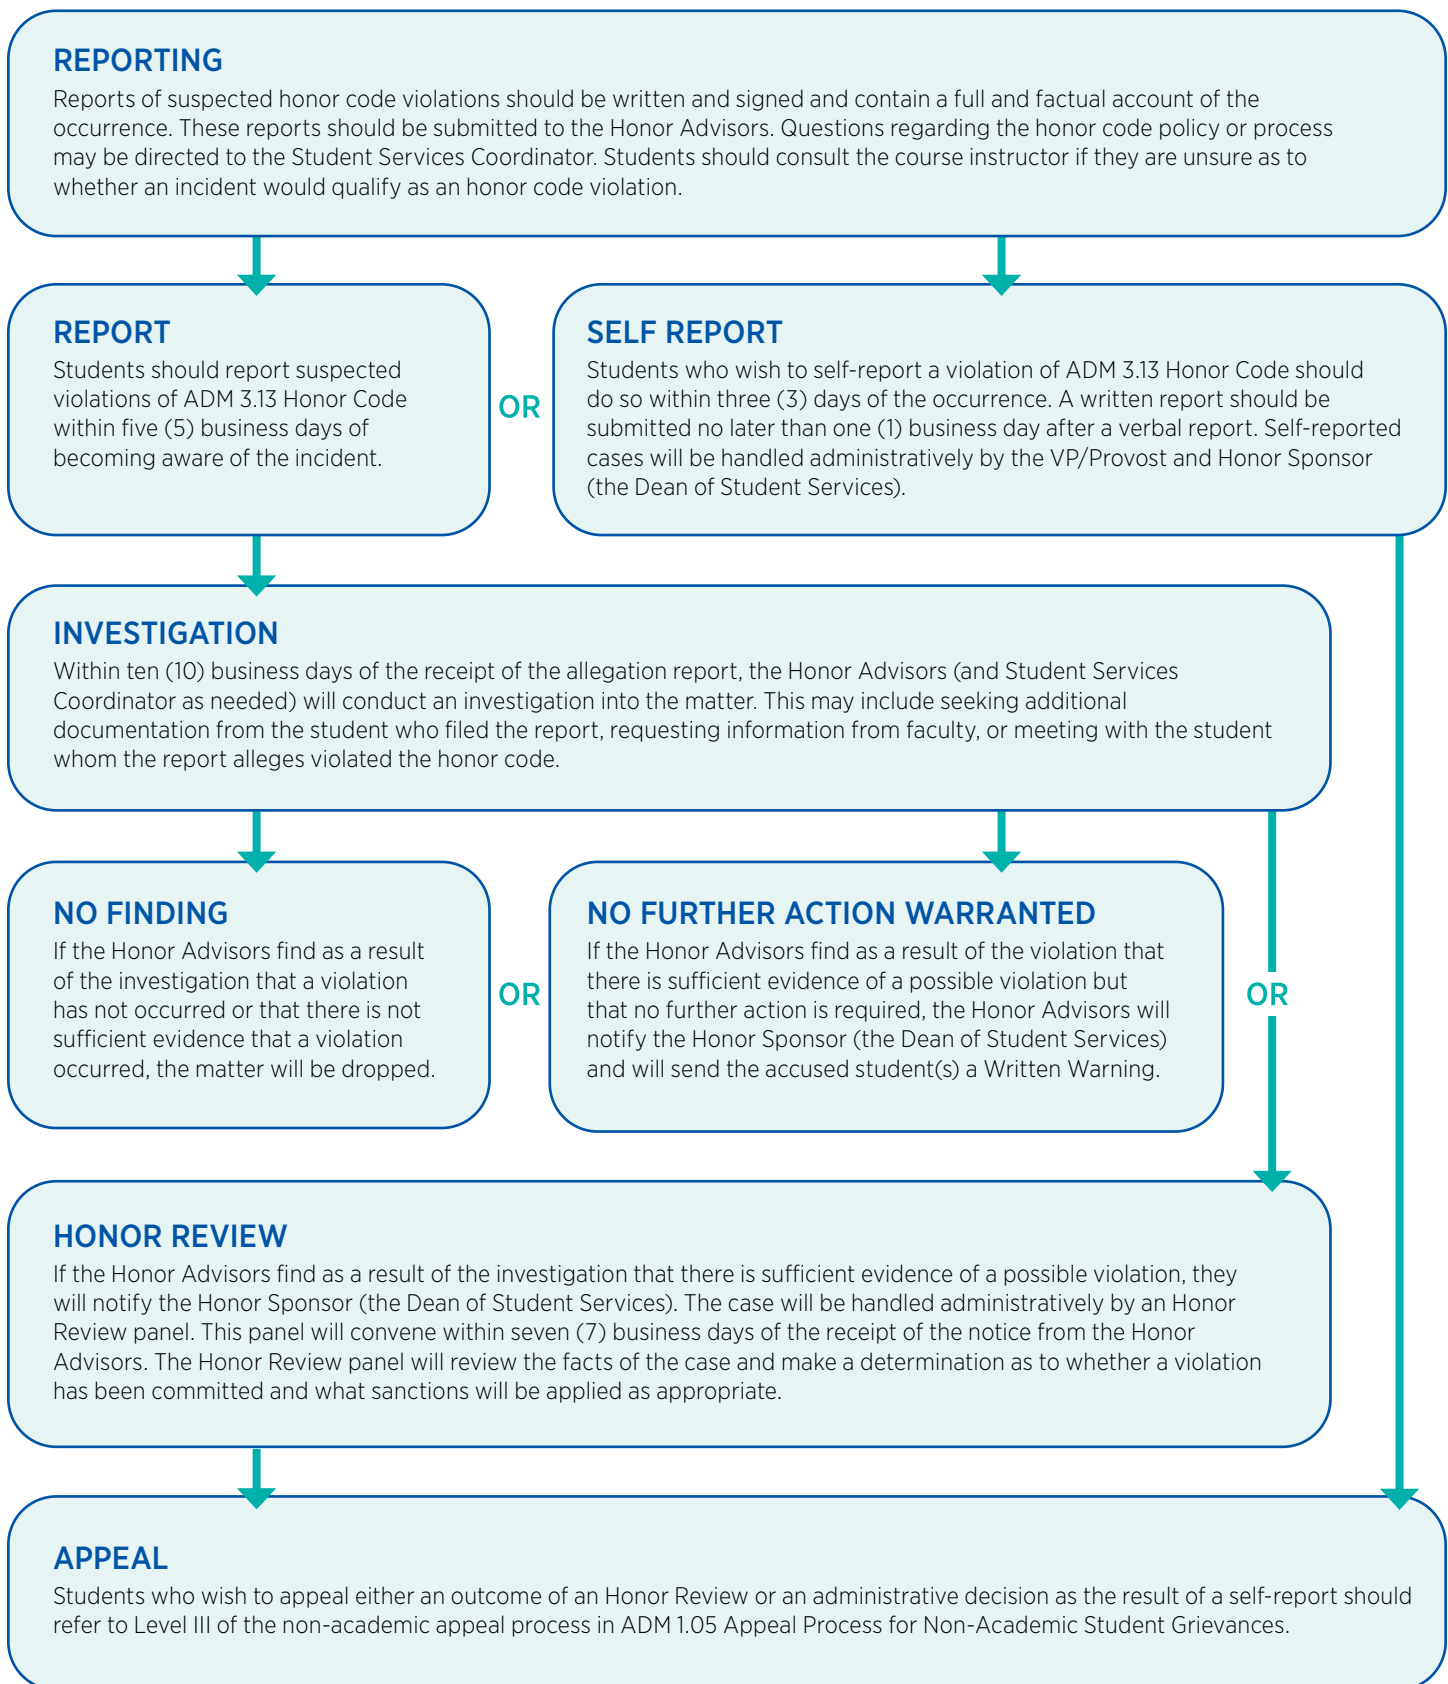 REPORTING
Reports of suspected honor code violations should be written and signed and contain a full and factual account of the
occurrence. These reports should be submitted to the Honor Advisors. Questions regarding the honor code policy or process
may be directed to the Student Services Coordinator. Students should consult the course instructor if they are unsure as to
whether an incident would qualify as an honor code violation.
REPORT
Students should report suspected
violations of ADM 3.13 Honor Code
within five (5) business days of
becoming aware of the incident.
OR
SELF REPORT
Students who wish to self-report a violation of ADM 3.13 Honor Code should
do so within three (3) days of the occurrence. A written report should be
submitted no later than one (1) business day after a verbal report. Self-reported
cases will be handled administratively by the VP/Provost and Honor Sponsor
(the Dean of Student Services).
INVESTIGATION
Within ten (10) business days of the receipt of the allegation report, the Honor Advisors (and Student Services
Coordinator as needed) will conduct an investigation into the matter. This may include seeking additional
documentation from the student who filed the report, requesting information from faculty, or meeting with the student
whom the report alleges violated the honor code.
NO FINDING
If the Honor Advisors find as a result
of the investigation that a violation
has not occurred or that there is not
sufficient evidence that a violation
occurred, the matter will be dropped.
OR
NO FURTHER ACTION WARRANTED
If the Honor Advisors find as a result of the violation that
there is sufficient evidence of a possible violation but
that no further action is required, the Honor Advisors will
notify the Honor Sponsor (the Dean of Student Services)
and will send the accused student(s) a Written Warning.
OR
HONOR REVIEW
If the Honor Advisors find as a result of the investigation that there is sufficient evidence of a possible violation, they
will notify the Honor Sponsor (the Dean of Student Services). The case will be handled administratively by an Honor
Review panel. This panel will convene within seven (7) business days of the receipt of the notice from the Honor
Advisors. The Honor Review panel will review the facts of the case and make a determination as to whether a violation
has been committed and what sanctions will be applied as appropriate.
APPEAL
Students who wish to appeal either an outcome of an Honor Review or an administrative decision as the result of a self-report should
refer to Level III of the non-academic appeal process in ADM 1.05 Appeal Process for Non-Academic Student Grievances.